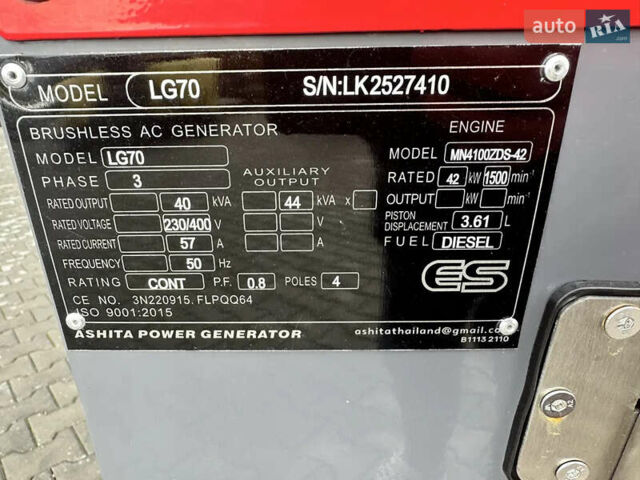 auto RIA.com
MODEL LG70 S/N:LK2527410
BRUSHLESS AC GENERATOR
MODEL LG70
PHASE 3
AUXILIARY
OUTPUT
RATED OUTPUT 40 kVA 44 kVA x
RATED VOLTAGE 230/400 V V
RATED CURRENT 57 A A
FREQUENCY 50 Hz
RATING CONT P.F. 0.8 POLES 4
CE NO. 3N220915. FLPQQ64
ISO 9001:2015
ASHITA POWER GENERATOR
ENGINE
MODEL MN4100ZDS-42
RATED 42 kW 1500 min⁻¹
OUTPUT kW min⁻¹
PISTON
DISPLACEMENT 3.61 L
FUEL DIESEL
ES
ashitathailand@gmail.co
B1113 2110